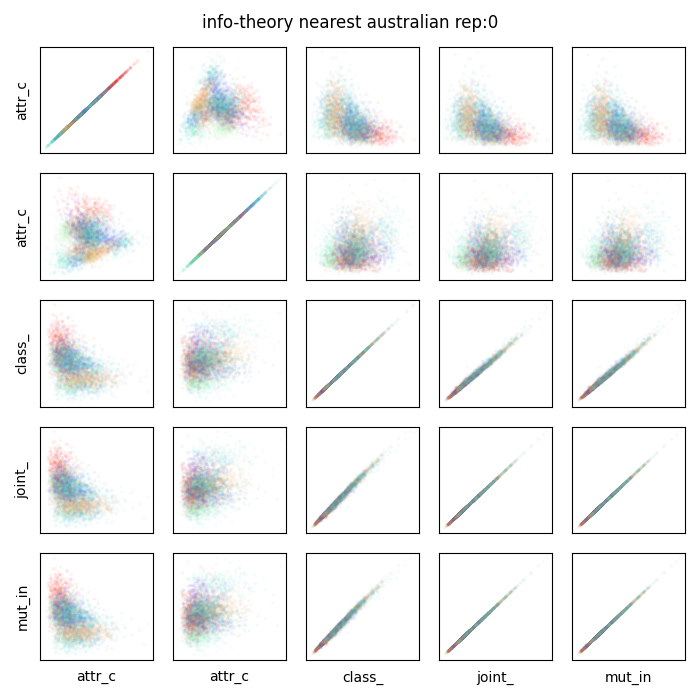 info-theory nearest australian rep:0
attr_c
attr_c
class_
joint_
mut_in
attr_c attr_c class_ joint_ mut_in